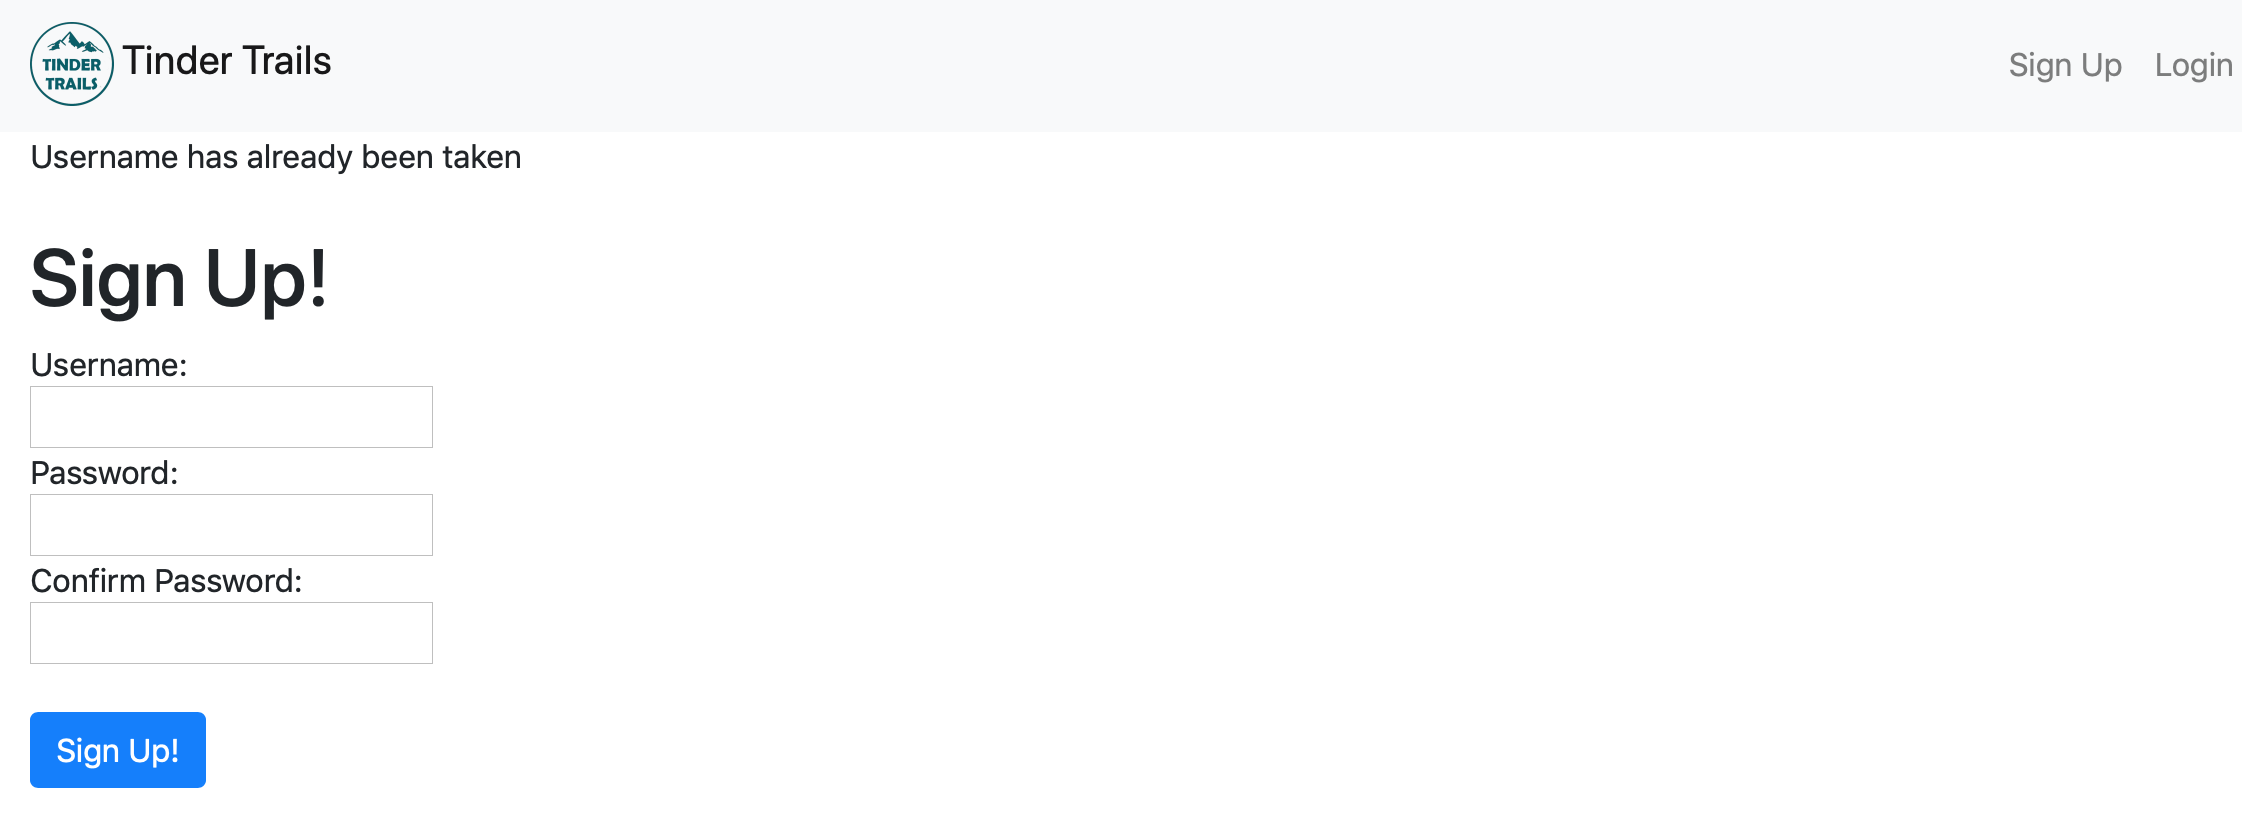 TINDER
TRAILS
Tinder Trails
Sign Up
Login
Username has already been taken
Sign Up!
Username:
Password:
Confirm Password:
Sign Up!